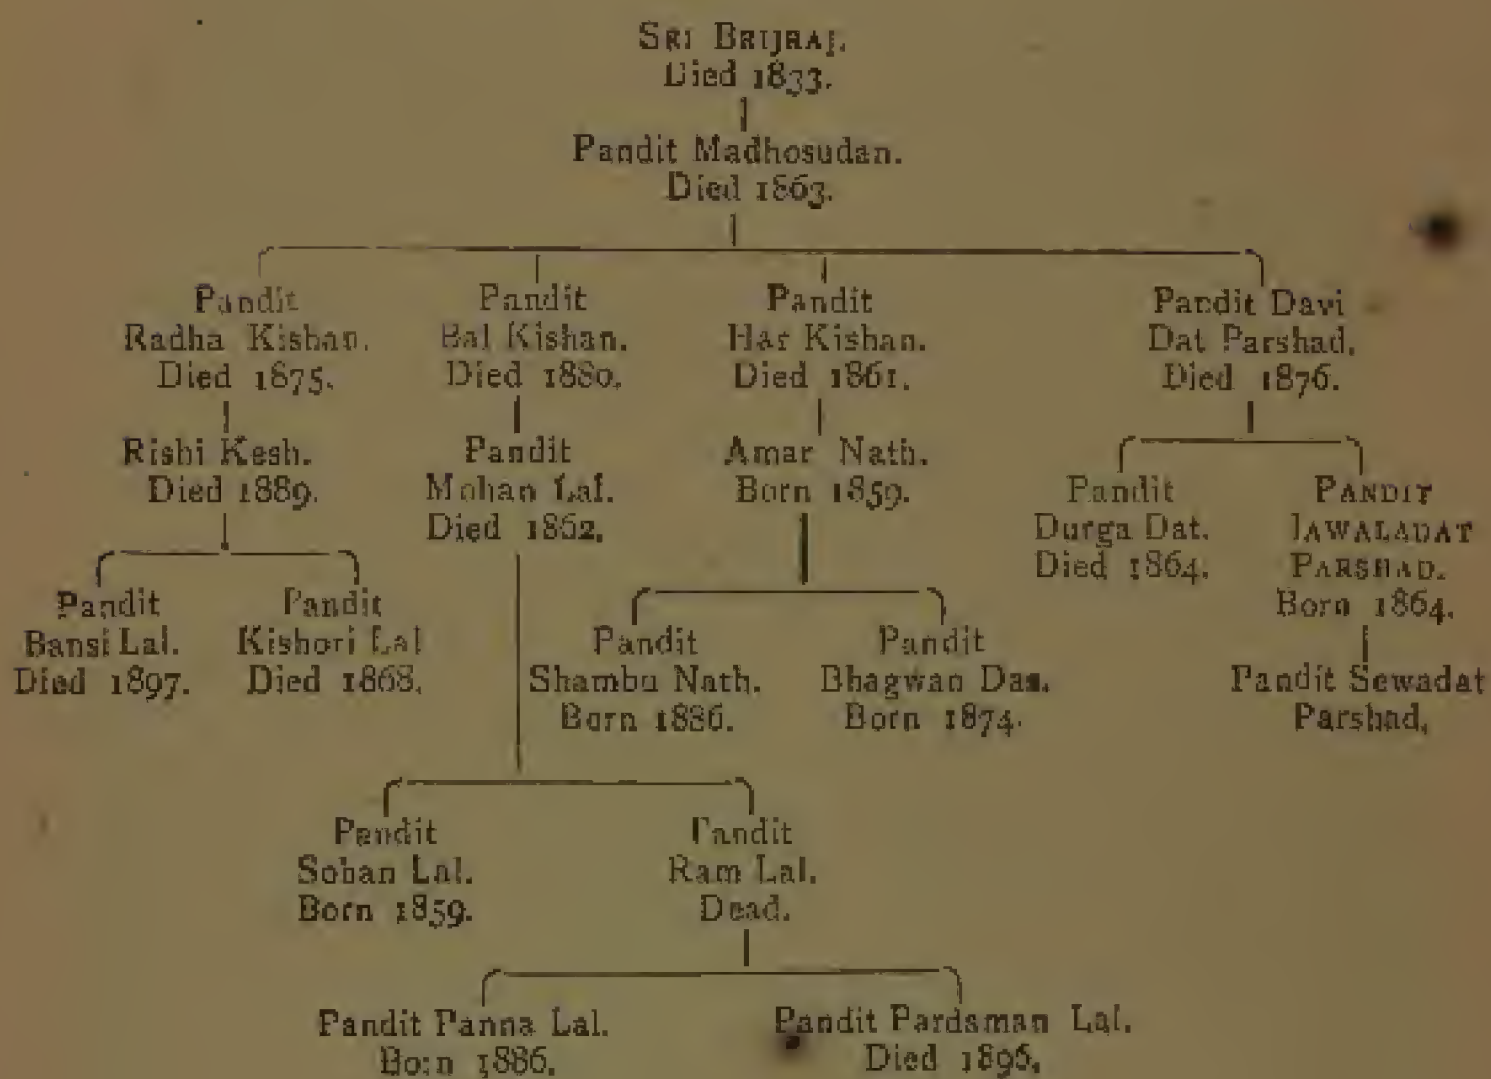 SRI BRIJRAJ.
Died 1833.
Pandit Madhosudan.
Died 1863.
Pandit
Radha Kishan.
Died 1875.
Pandit
Bal Kishan.
Died 1880.
Pandit
Har Kishan.
Died 1861.
Pandit Davi
Dat Parshad.
Died 1876.
Rishi Kesh.
Died 1889.
Pandit
Mohan Lal.
Died 1862.
Amar Nath.
Born 1859.
Pandit
Durga Dat.
Died 1864.
PANDIT
JAWALADAT
PARSHAD.
Born 1864.
Pandit
Bansi Lal.
Died 1897.
Pandit
Kishori Lal
Died 1868.
Pandit
Shambu Nath.
Born 1886.
Pandit
Bhagwan Das.
Born 1874.
Pandit Sewadat
Parshad.
Pandit
Sohan Lal.
Born 1859.
Pandit
Ram Lal.
Dead.
Pandit Panna Lal.
Born 1886.
Pandit Pardaman Lal.
Died 1896.